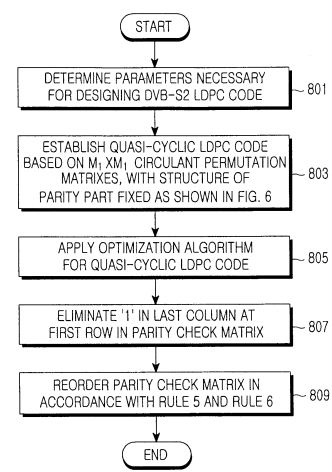 START
DETERMINE PARAMETERS NECESSARY
FOR DESIGNING DVB-S2 LDPC CODE
801
ESTABLISH QUASI-CYCLIC LDPC CODE
BASED ON M₁ XM₁ CIRCULANT PERMUTATION
MATRIXES, WITH STRUCTURE OF
PARITY PART FIXED AS SHOWN IN FIG. 6
803
APPLY OPTIMIZATION ALGORITHM
FOR QUASI-CYCLIC LDPC CODE
805
ELIMINATE '1' IN LAST COLUMN AT
FIRST ROW IN PARITY CHECK MATRIX
807
REORDER PARITY CHECK MATRIX IN
ACCORDANCE WITH RULE 5 AND RULE 6
809
END